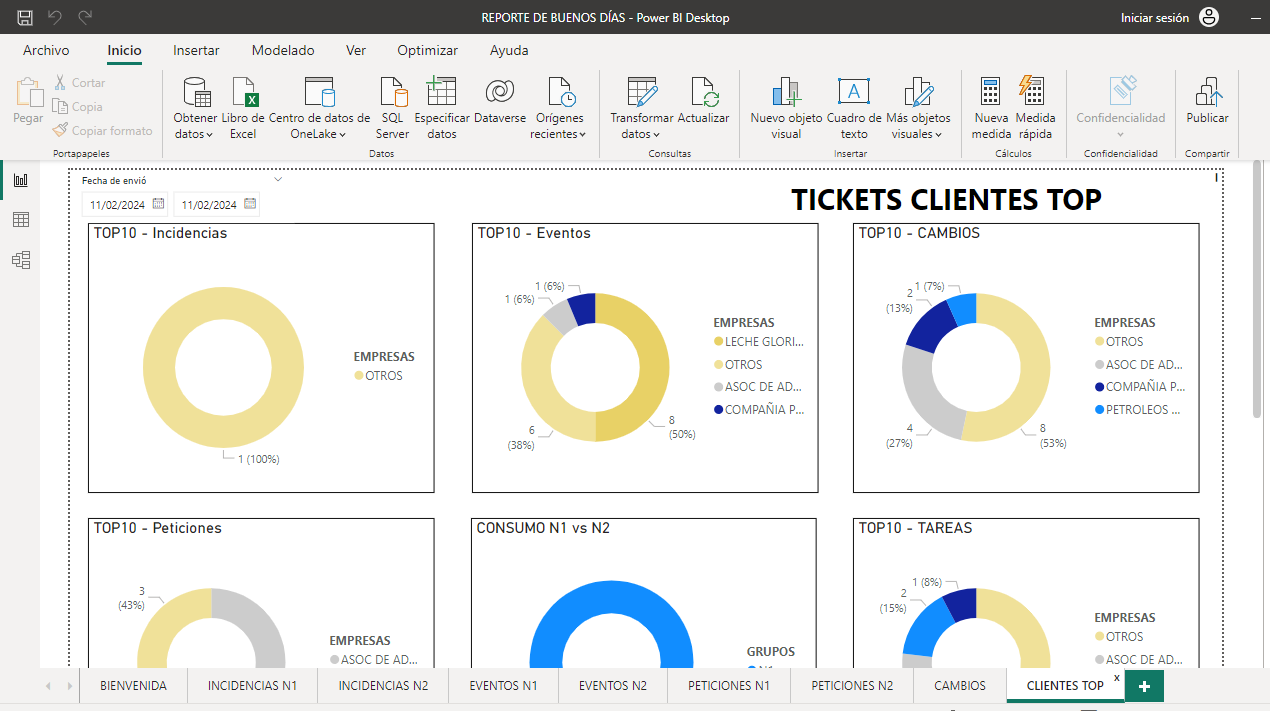 REPORTE DE BUENOS DÍAS - Power BI Desktop
Iniciar sesión
Archivo
Inicio
Insertar
Modelado
Ver
Optimizar
Ayuda
Pegar
Cortar
Copia
Copiar formato
Portapapeles
Obtener datos
Libro de Excel
Centro de datos de OneLake
SQL Server
Especificar datos
Dataverse
Orígenes recientes
Datos
Transformar datos
Actualizar
Consultas
Nuevo objeto visual
Cuadro de texto
Más objetos visuales
Insertar
Nueva medida
Medida rápida
Cálculos
Confidencialidad
Confidencialidad
Publicar
Compartir
Fecha de envió
11/02/2024
11/02/2024
TICKETS CLIENTES TOP
TOP10 - Incidencias
1 (100%)
EMPRESAS
OTROS
TOP10 - Eventos
1 (6%)
1 (6%)
6
(38%)
8
(50%)
EMPRESAS
LECHE GLORI...
OTROS
ASOC DE AD...
COMPAÑIA P...
TOP10 - CAMBIOS
1 (7%)
2
(13%)
4
(27%)
8
(53%)
EMPRESAS
OTROS
ASOC DE AD...
COMPAÑIA P...
PETROLEOS ...
TOP10 - Peticiones
3
(43%)
EMPRESAS
ASOC DE AD...
CONSUMO N1 vs N2
GRUPOS
TOP10 - TAREAS
1 (8%)
2
(15%)
EMPRESAS
OTROS
ASOC DE AD...
BIENVENIDA
INCIDENCIAS N1
INCIDENCIAS N2
EVENTOS N1
EVENTOS N2
PETICIONES N1
PETICIONES N2
CAMBIOS
CLIENTES TOP